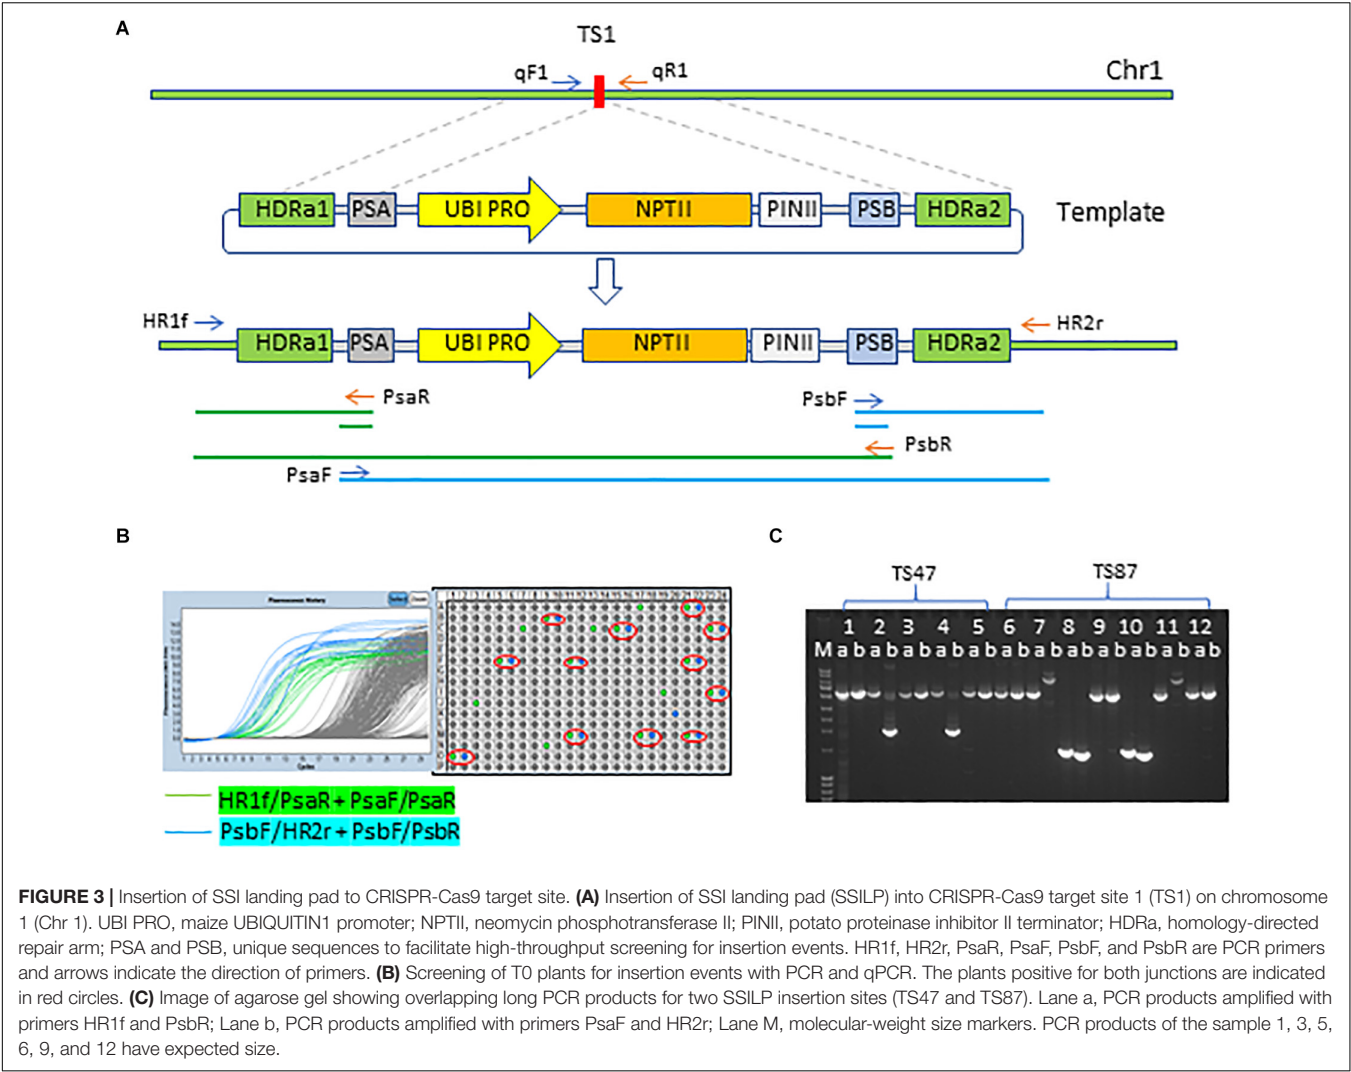 A
TS1
qF1
qR1
Chr1
HDRa1 PSA UBI PRO NPTII PINII PSB HDRa2
Template
HR1f
HR2r
HDRa1 PSA UBI PRO NPTII PINII PSB HDRa2
PsaR
PsbF
PsbR
PsaF
B
C
HR1f/PsaR + PsaF/PsaR
PsbF/HR2r + PsbF/PsbR
Cycles
TS47
TS87
1 2 3 4 5 6 7 8 9 10 11 12
M a b a b a b a b a b a b a b a b a b a b a b a b
FIGURE 3 | Insertion of SSI landing pad to CRISPR-Cas9 target site. (A) Insertion of SSI landing pad (SSILP) into CRISPR-Cas9 target site 1 (TS1) on chromosome
1 (Chr 1). UBI PRO, maize UBIQUITIN1 promoter; NPTII, neomycin phosphotransferase II; PINII, potato proteinase inhibitor II terminator; HDRa, homology-directed
repair arm; PSA and PSB, unique sequences to facilitate high-throughput screening for insertion events. HR1f, HR2r, PsaR, PsaF, PsbF, and PsbR are PCR primers
and arrows indicate the direction of primers. (B) Screening of T0 plants for insertion events with PCR and qPCR. The plants positive for both junctions are indicated
in red circles. (C) Image of agarose gel showing overlapping long PCR products for two SSILP insertion sites (TS47 and TS87). Lane a, PCR products amplified with
primers HR1f and PsbR; Lane b, PCR products amplified with primers PsaF and HR2r; Lane M, molecular-weight size markers. PCR products of the sample 1, 3, 5,
6, 9, and 12 have expected size.